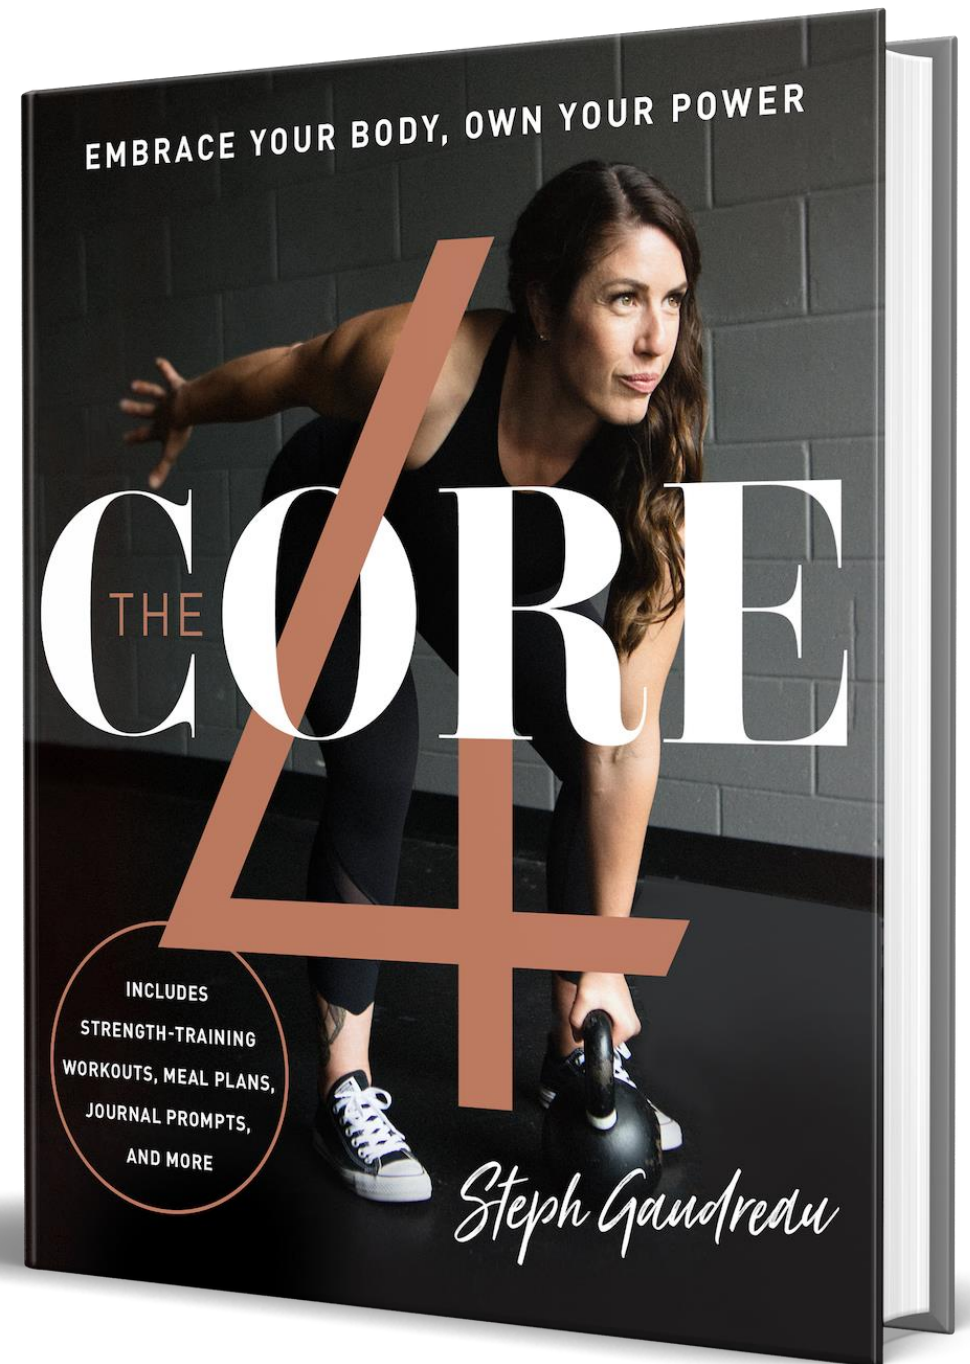 EMBRACE YOUR BODY, OWN YOUR POWER
THE
CORE
4
INCLUDES
STRENGTH-TRAINING
WORKOUTS, MEAL PLANS,
JOURNAL PROMPTS,
AND MORE
Steph Gaudreau